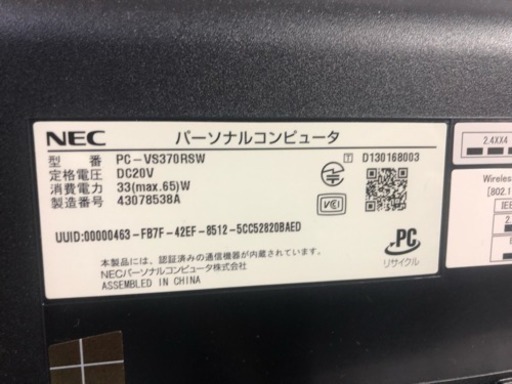 NEC パーソナルコンピュータ
型 番 PC-VS370RSW
定格電圧 DC20V
消費電力 33(max.65)W
製造番号 43078538A
D130168003
UUID:00000463-FB7F-42EF-8512-5CC52820BAED
VCI
本製品には、認証済みの通信機器が内蔵されています。
NECパーソナルコンピュータ株式会社
ASSEMBLED IN CHINA
PC
リサイクル
2.4XX4
Wireless
[802.1
IEE
2.